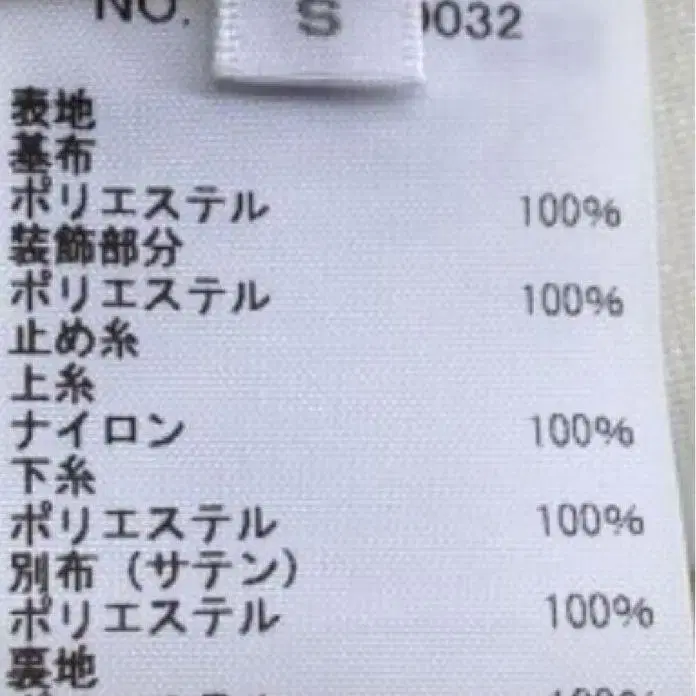 NO.
S
0032
表地
基布
ポリエステル 100%
装飾部分
ポリエステル 100%
止め糸
上糸
ナイロン 100%
下糸
ポリエステル 100%
別布(サテン)
ポリエステル 100%
裏地